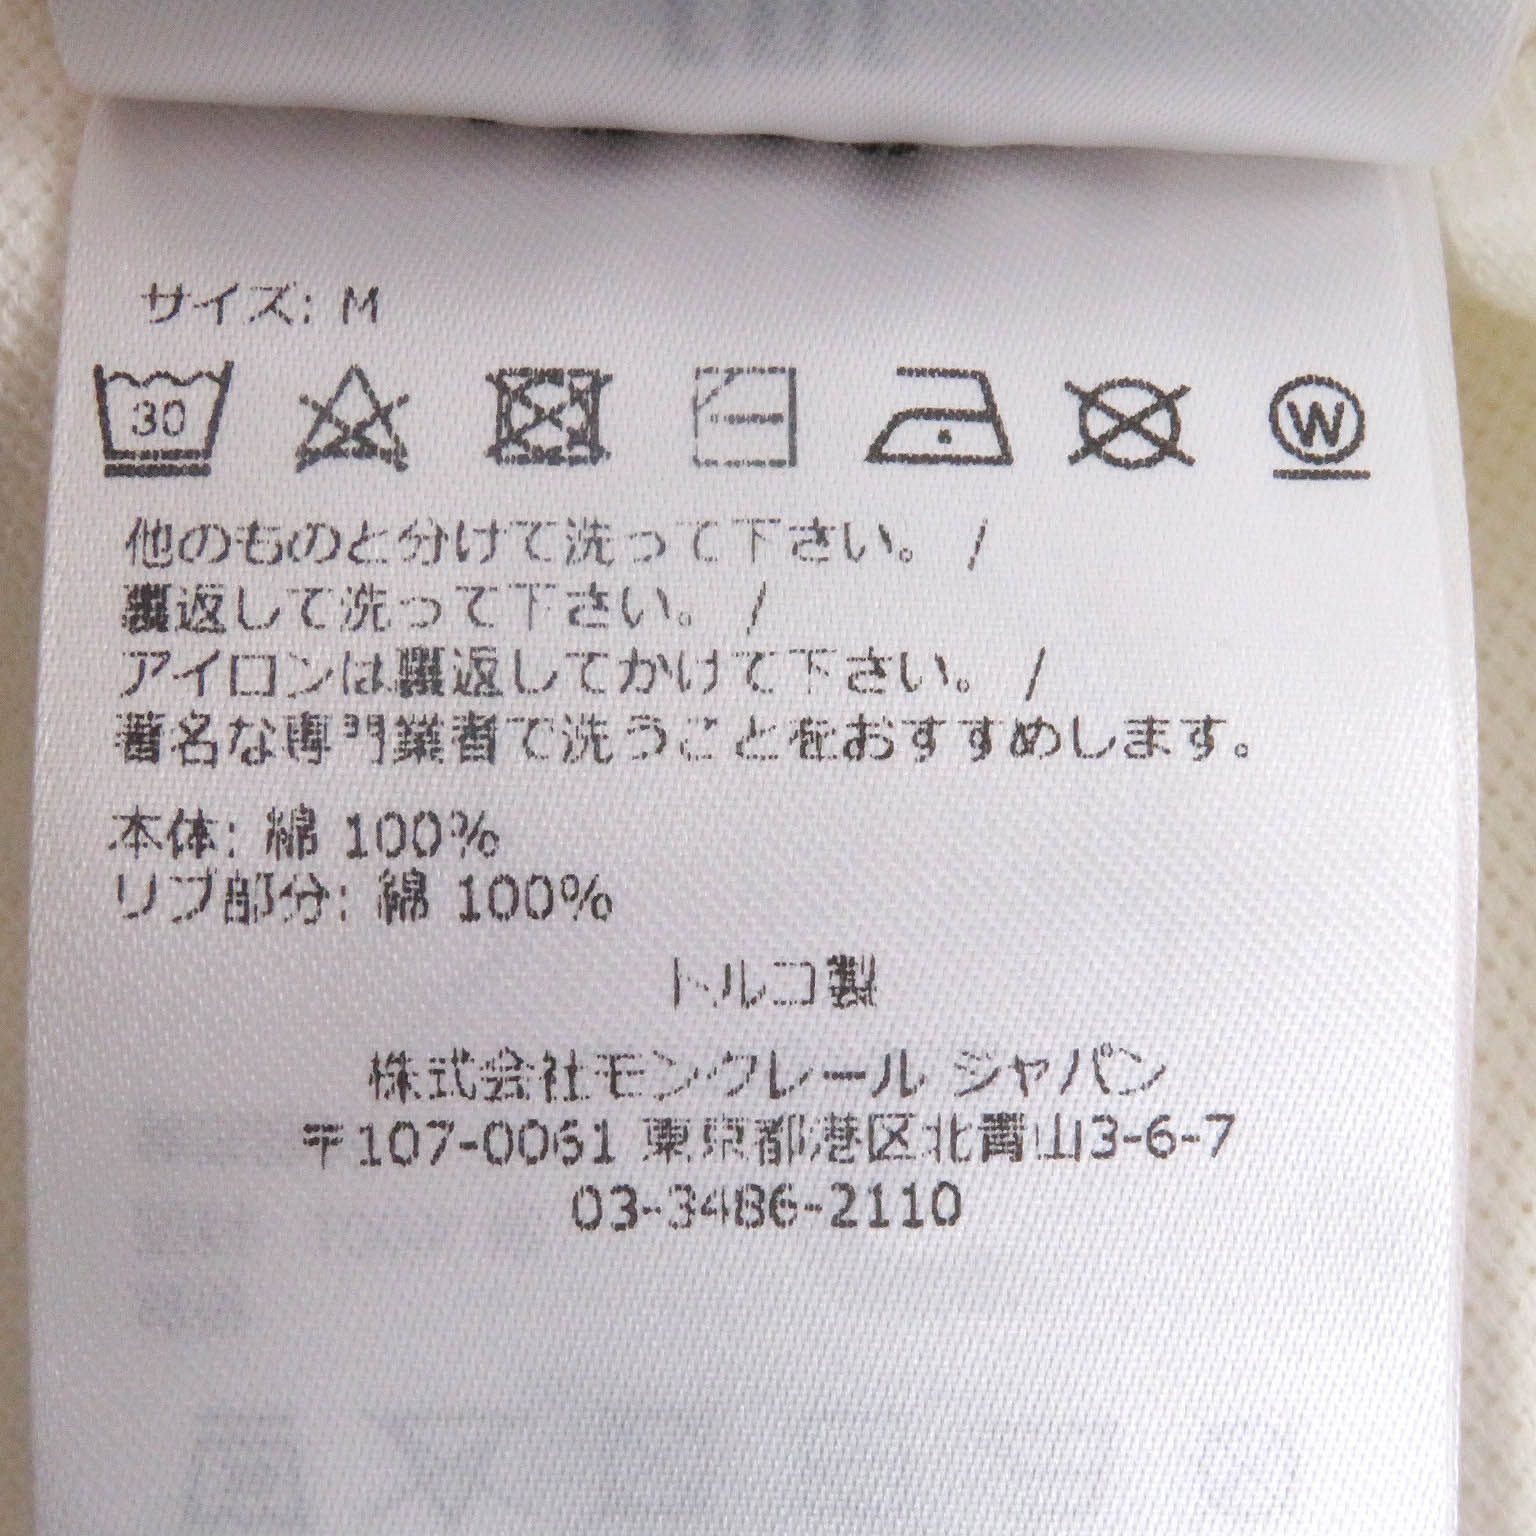 サイズ: M
30
W
他のものと分けて洗って下さい。 /
裏返して洗って下さい。 /
アイロンは裏返してかけて下さい。 /
著名な専門業者で洗うことをおすすめします。
本体: 綿 100%
リブ部分: 綿 100%
トルコ製
株式会社モンクレール ジャパン
〒107-0061 東京都港区北青山3-6-7
03-3486-2110